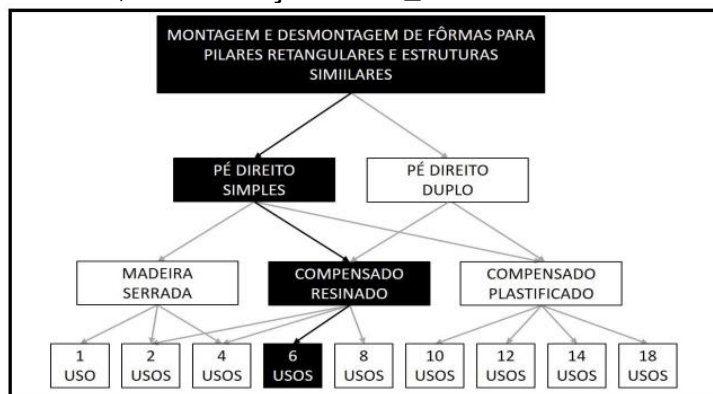 MONTAGEM E DESMONTAGEM DE FÔRMAS PARA
PILARES RETANGULARES E ESTRUTURAS
SIMIILARES
PÉ DIREITO
SIMPLES
PÉ DIREITO
DUPLO
MADEIRA
SERRADA
COMPENSADO
RESINADO
COMPENSADO
PLASTIFICADO
1
USO
2
USOS
4
USOS
6
USOS
8
USOS
10
USOS
12
USOS
14
USOS
18
USOS